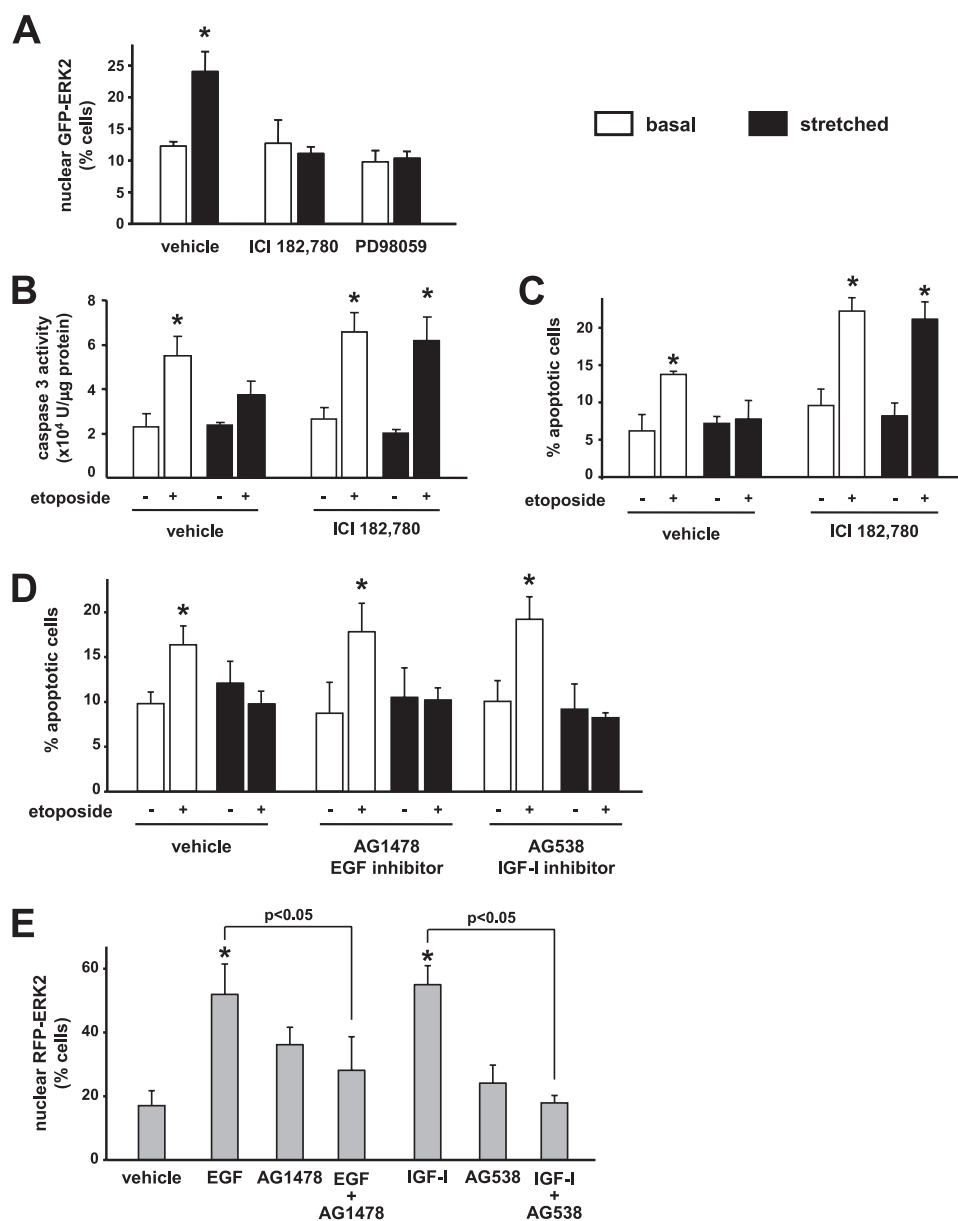 A
nuclear GFP-ERK2
(% cells)
25
20
15
10
5
0
*
vehicle
ICI 182,780
PD98059
basal
stretched
B
caspase 3 activity
(x10⁴ U/µg protein)
8
6
4
2
0
*
*
*
etoposide - + - + - + - +
vehicle
ICI 182,780
C
% apoptotic cells
20
15
10
5
0
*
*
*
etoposide - + - + - + - +
vehicle
ICI 182,780
D
% apoptotic cells
20
15
10
5
0
*
*
*
etoposide - + - + - + - + - + - +
vehicle
AG1478
EGF inhibitor
AG538
IGF-I inhibitor
E
nuclear RFP-ERK2
(% cells)
60
40
20
0
p<0.05
p<0.05
*
*
vehicle
EGF
AG1478
EGF
+
AG1478
IGF-I
AG538
IGF-I
+
AG538